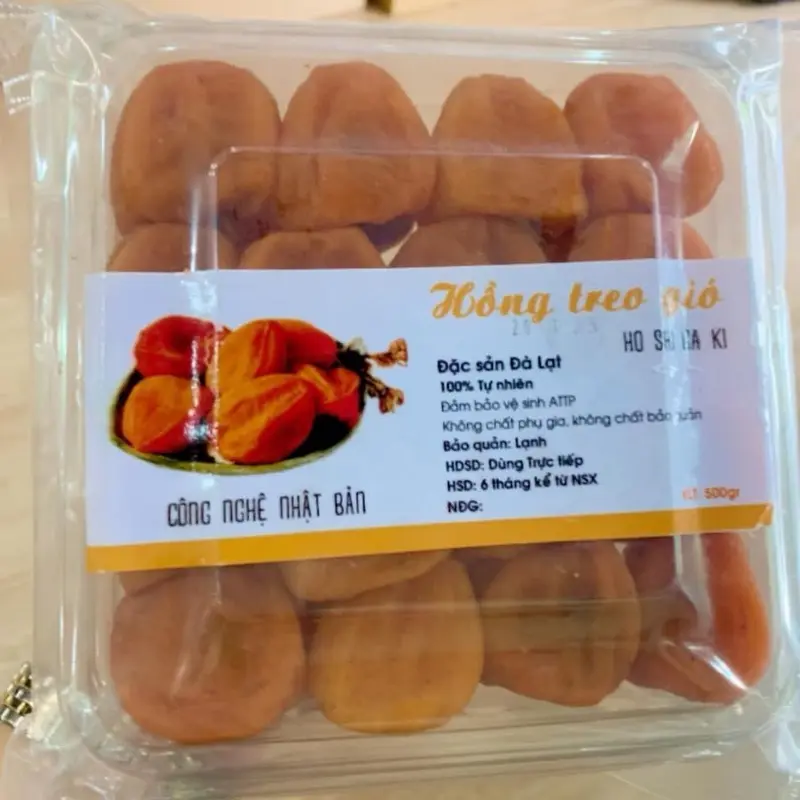 Hồng treo gió
HO SHI GA KI
Đặc sản Đà Lạt
100% Tự nhiên
Đảm bảo vệ sinh ATTP
Không chất phụ gia, không chất bảo quản
Bảo quản: Lạnh
HDSD: Dùng Trực tiếp
HSD: 6 tháng kể từ NSX
NĐG:
500gr
CÔNG NGHỆ NHẬT BẢN